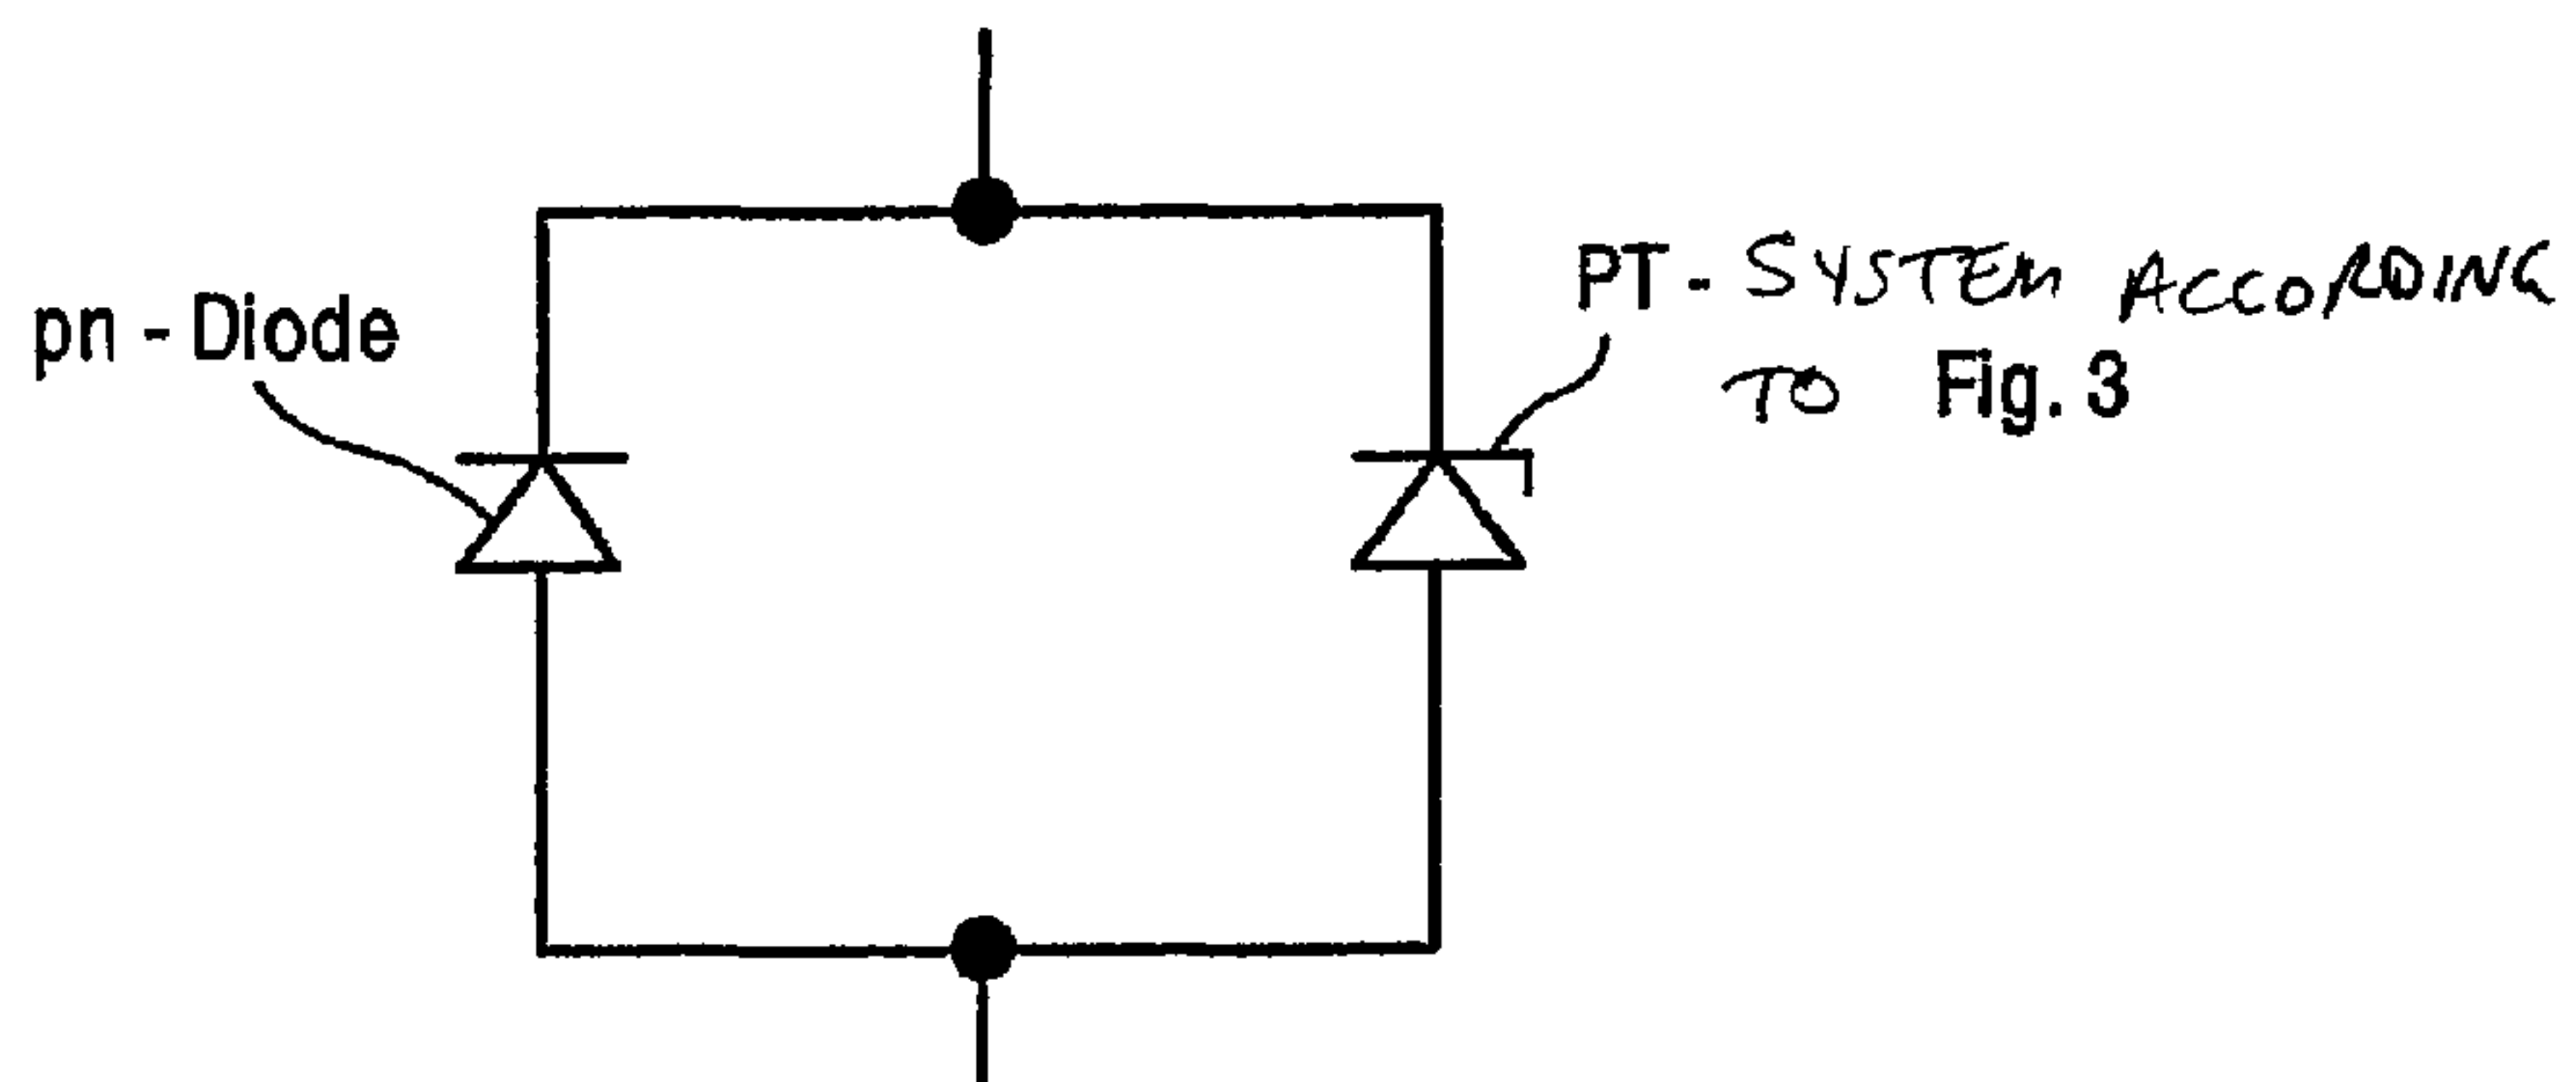 pn - Diode
PT - SYSTEM ACCORDING
TO Fig. 3